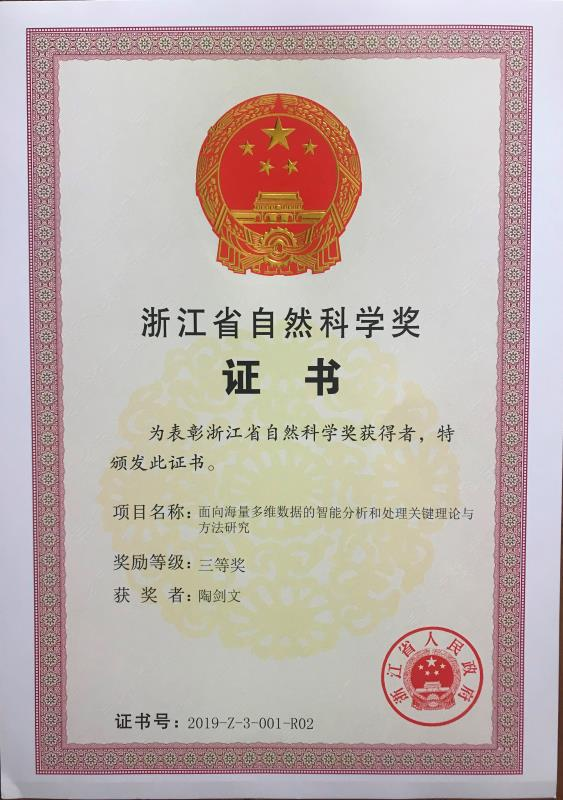 浙江省自然科学奖
证 书
为表彰浙江省自然科学奖获得者，特
颁发此证书。
项目名称：面向海量多维数据的智能分析和处理关键理论与
方法研究
奖励等级：三等奖
获 奖 者：陶剑文
浙江省人民政府
证书号：2019-Z-3-001-R02